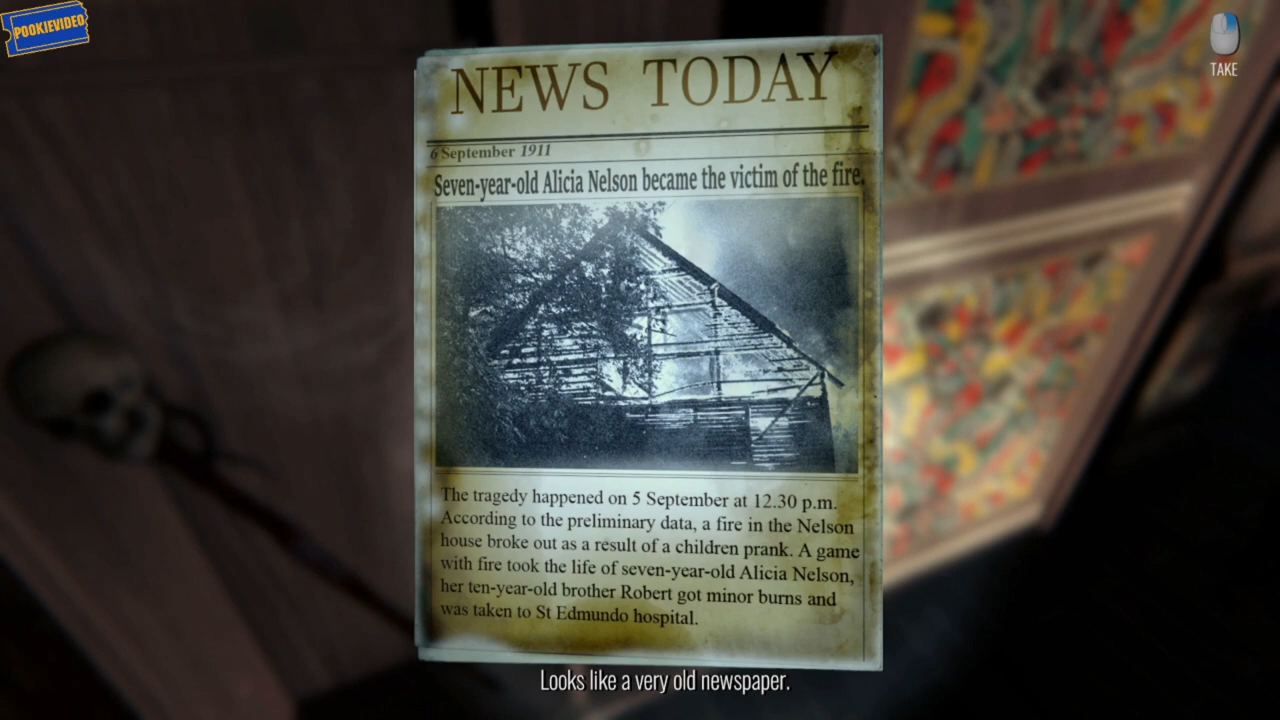 POOKIEVIDEO
TAKE
NEWS TODAY
6 September 1911
Seven-year-old Alicia Nelson became the victim of the fire.
The tragedy happened on 5 September at 12.30 p.m.
According to the preliminary data, a fire in the Nelson
house broke out as a result of a children prank. A game
with fire took the life of seven-year-old Alicia Nelson,
her ten-year-old brother Robert got minor burns and
was taken to St Edmundo hospital.
Looks like a very old newspaper.